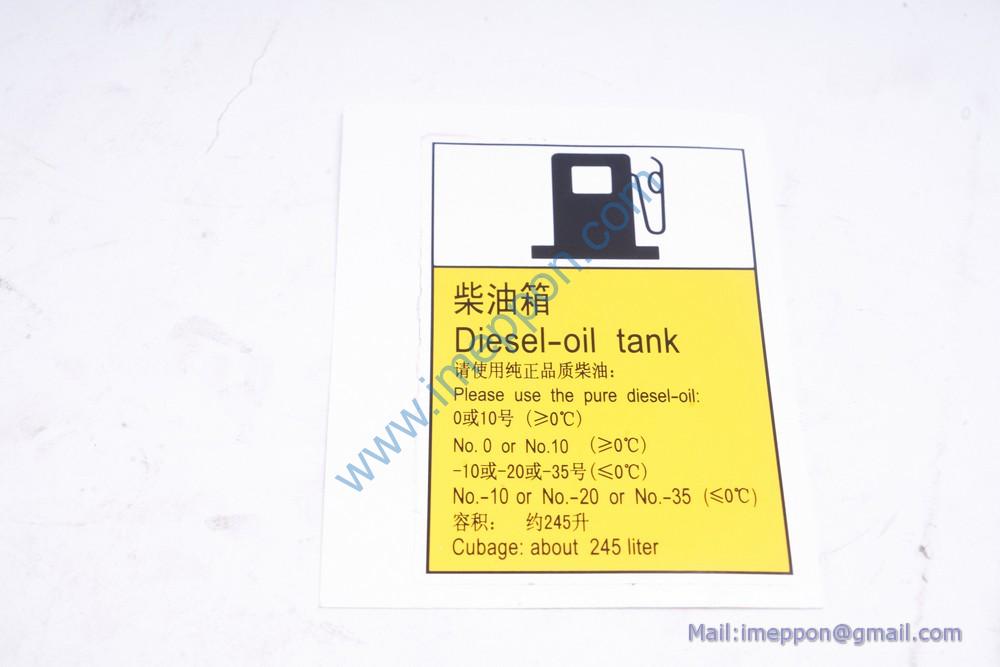 柴油箱
Diesel-oil tank
请使用纯正品质柴油:
Please use the pure diesel-oil:
0或10号 (≥0℃)
No. 0 or No.10 (≥0℃)
-10或-20或-35号(≤0℃)
No.-10 or No.-20 or No.-35 (≤0℃)
容积: 约245升
Cubage: about 245 liter
www.imeppon.com
Mail:imeppon@gmail.com